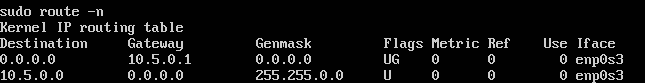 sudo route -n
Kernel IP routing table
Destination Gateway Genmask Flags Metric Ref Use Iface
0.0.0.0 10.5.0.1 0.0.0.0 UG 0 0 0 enp0s3
10.5.0.0 0.0.0.0 255.255.0.0 U 0 0 0 enp0s3